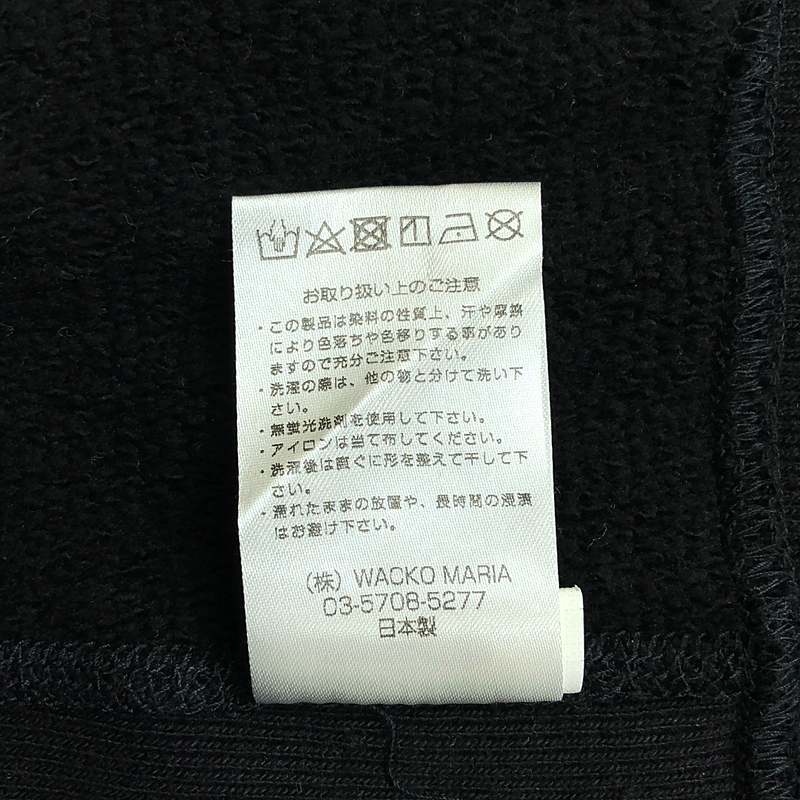 お取り扱い上のご注意
・この製品は染料の性質上、汗や摩擦
により色落ちや色移りする事があり
ますので充分ご注意下さい。
・洗濯の際は、他の物と分けて洗い下
さい。
・無蛍光洗剤を使用して下さい。
・アイロンは当て布してください。
・洗濯後は直ぐに形を整えて干して下
さい。
・濡れたままの放置や、長時間の浸漬
はお避け下さい。
(株) WACKO MARIA
03-5708-5277
日本製